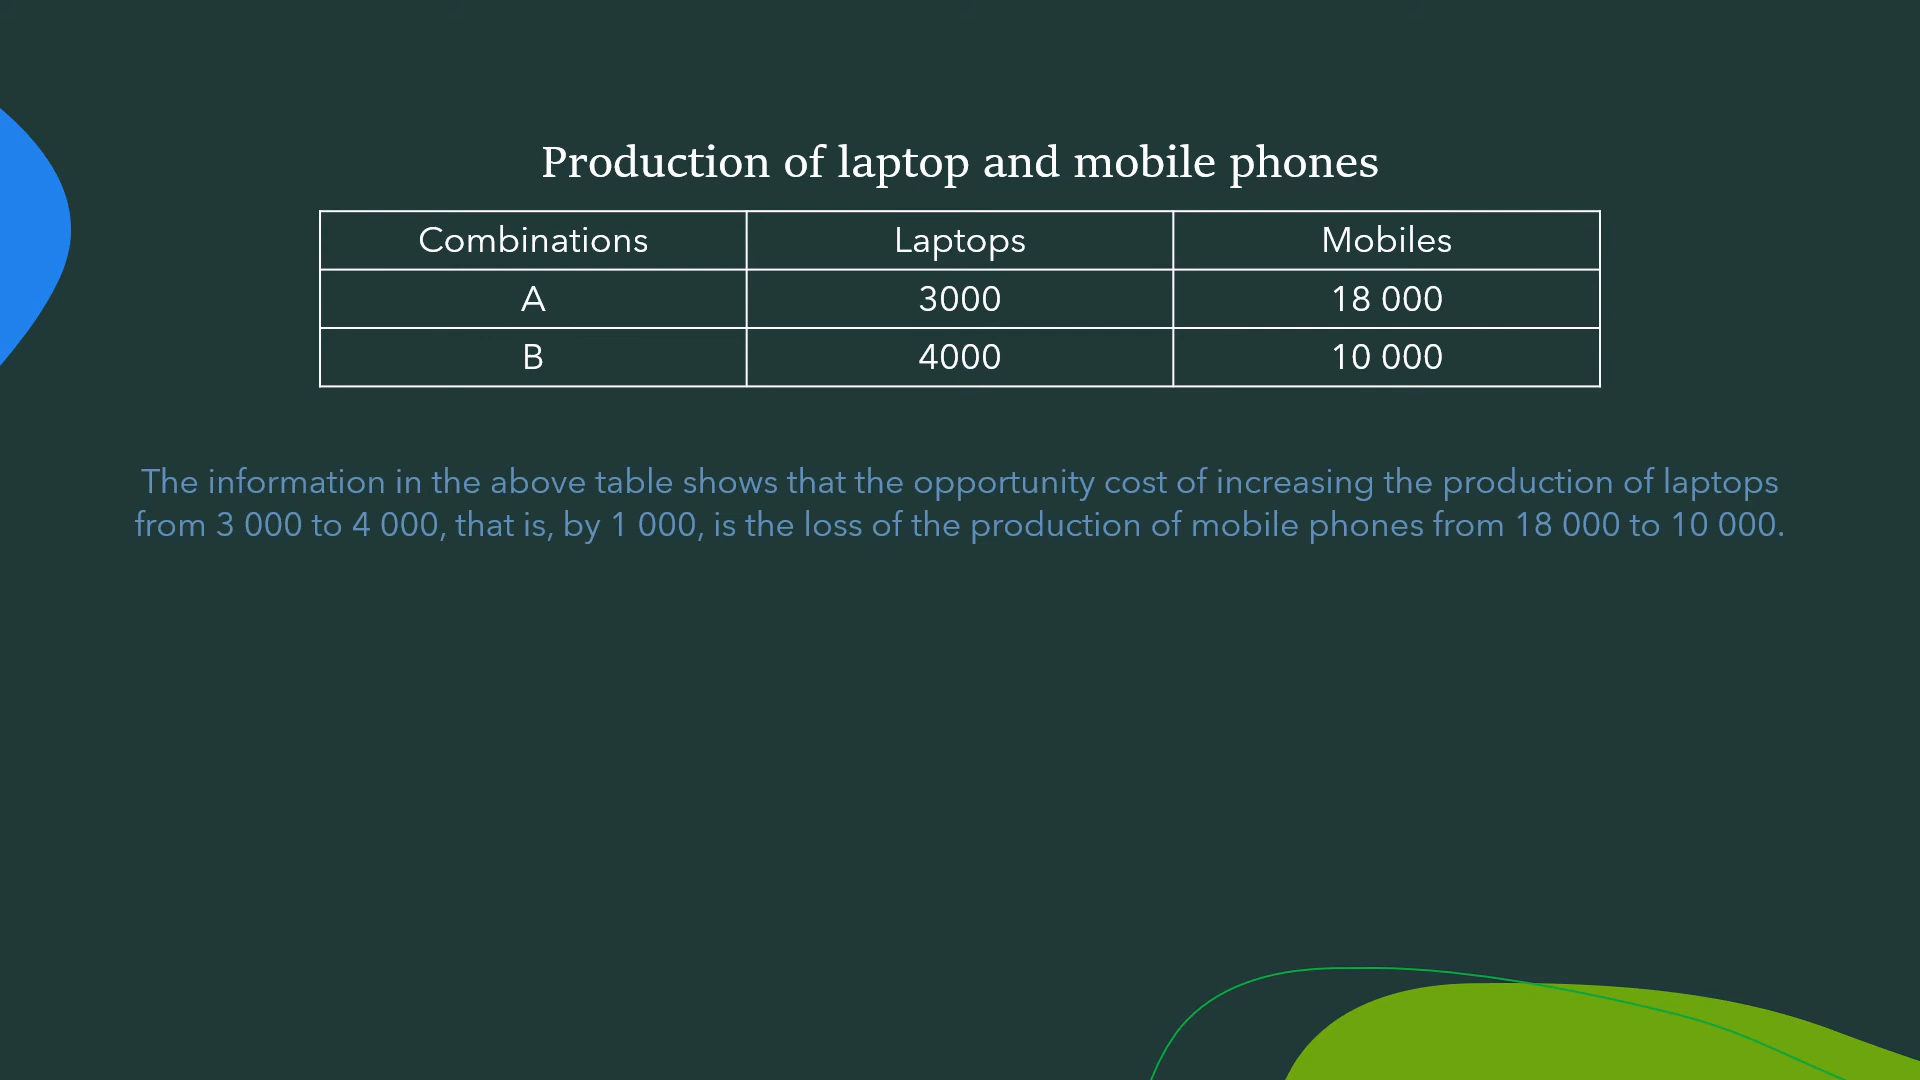 Production of laptop and mobile phones
Combinations Laptops Mobiles
A 3000 18 000
B 4000 10 000
The information in the above table shows that the opportunity cost of increasing the production of laptops
from 3 000 to 4 000, that is, by 1 000, is the loss of the production of mobile phones from 18 000 to 10 000.